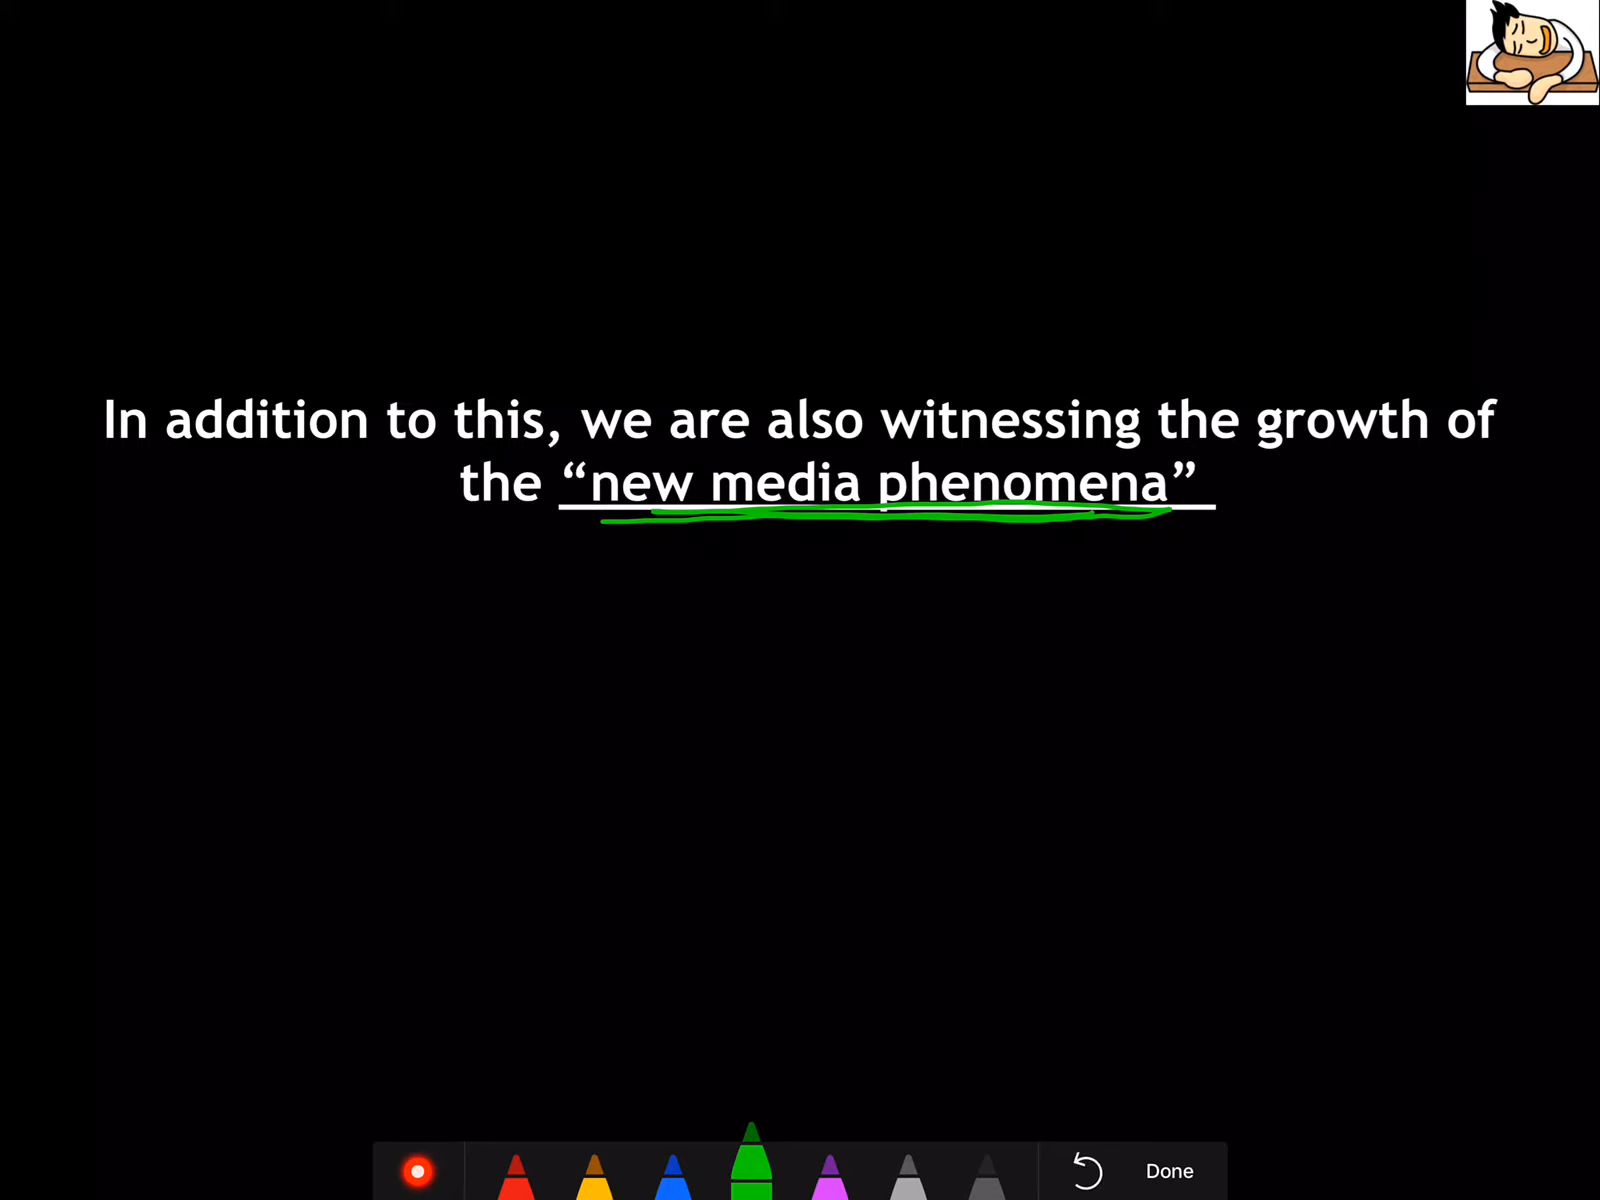 In addition to this, we are also witnessing the growth of
the “new media phenomena”
Done